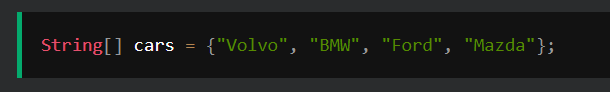 String[] cars = {"Volvo", "BMW", "Ford", "Mazda"};